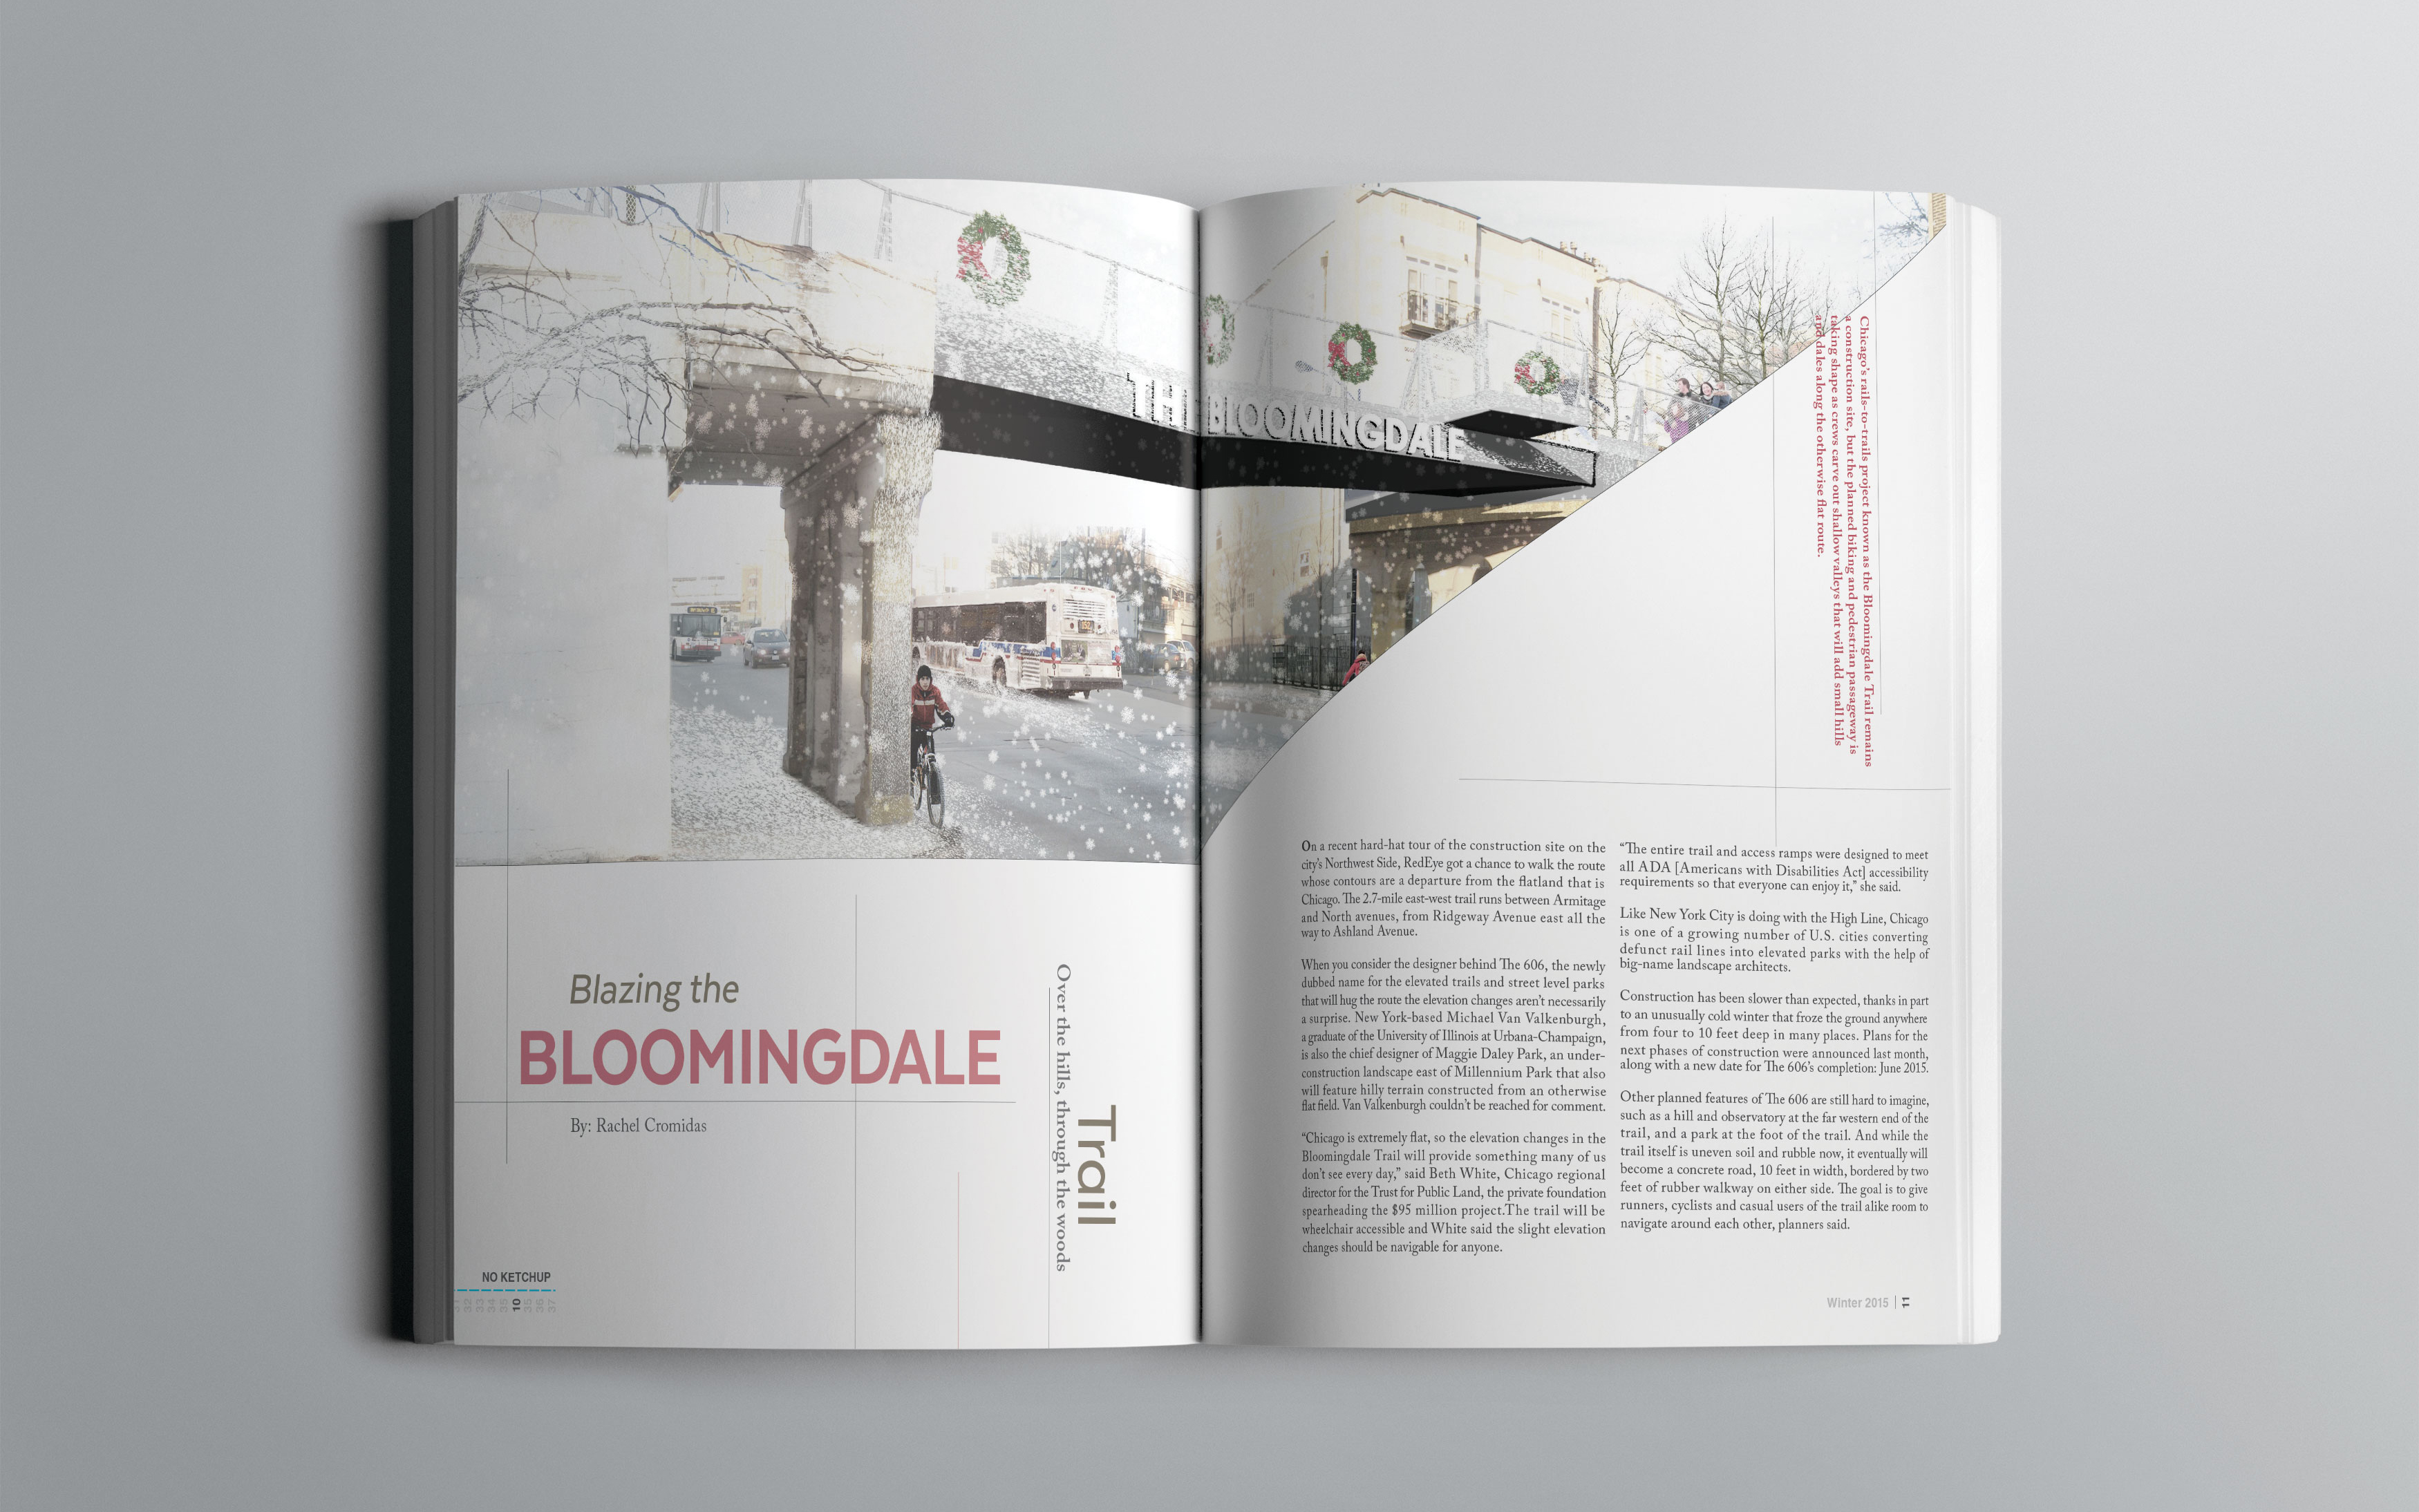 THE BLOOMINGDALE
Blazing the
BLOOMINGDALE
Trail
Over the hills, through the woods
By: Rachel Cromidas
NO KETCHUP
32
33
34
35
10
35
36
37
Chicago's rails-to-trails project known as the Bloomingdale Trail remains
a construction site, but the planned biking and pedestrian passageway is
taking shape as crews carve out shallow valleys that will add small hills
and dales along the otherwise flat route.
On a recent hard-hat tour of the construction site on the
city's Northwest Side, RedEye got a chance to walk the route
whose contours are a departure from the flatland that is
Chicago. The 2.7-mile east-west trail runs between Armitage
and North avenues, from Ridgeway Avenue east all the
way to Ashland Avenue.
When you consider the designer behind The 606, the newly
dubbed name for the elevated trails and street level parks
that will hug the route the elevation changes aren't necessarily
a surprise. New York-based Michael Van Valkenburgh,
a graduate of the University of Illinois at Urbana-Champaign,
is also the chief designer of Maggie Daley Park, an under-
construction landscape east of Millennium Park that also
will feature hilly terrain constructed from an otherwise
flat field. Van Valkenburgh couldn't be reached for comment.
“Chicago is extremely flat, so the elevation changes in the
Bloomingdale Trail will provide something many of us
don't see every day,” said Beth White, Chicago regional
director for the Trust for Public Land, the private foundation
spearheading the $95 million project.The trail will be
wheelchair accessible and White said the slight elevation
changes should be navigable for anyone.
“The entire trail and access ramps were designed to meet
all ADA [Americans with Disabilities Act] accessibility
requirements so that everyone can enjoy it,” she said.
Like New York City is doing with the High Line, Chicago
is one of a growing number of U.S. cities converting
defunct rail lines into elevated parks with the help of
big-name landscape architects.
Construction has been slower than expected, thanks in part
to an unusually cold winter that froze the ground anywhere
from four to 10 feet deep in many places. Plans for the
next phases of construction were announced last month,
along with a new date for The 606's completion: June 2015.
Other planned features of The 606 are still hard to imagine,
such as a hill and observatory at the far western end of the
trail, and a park at the foot of the trail. And while the
trail itself is uneven soil and rubble now, it eventually will
become a concrete road, 10 feet in width, bordered by two
feet of rubber walkway on either side. The goal is to give
runners, cyclists and casual users of the trail alike room to
navigate around each other, planners said.
Winter 2015 | 11